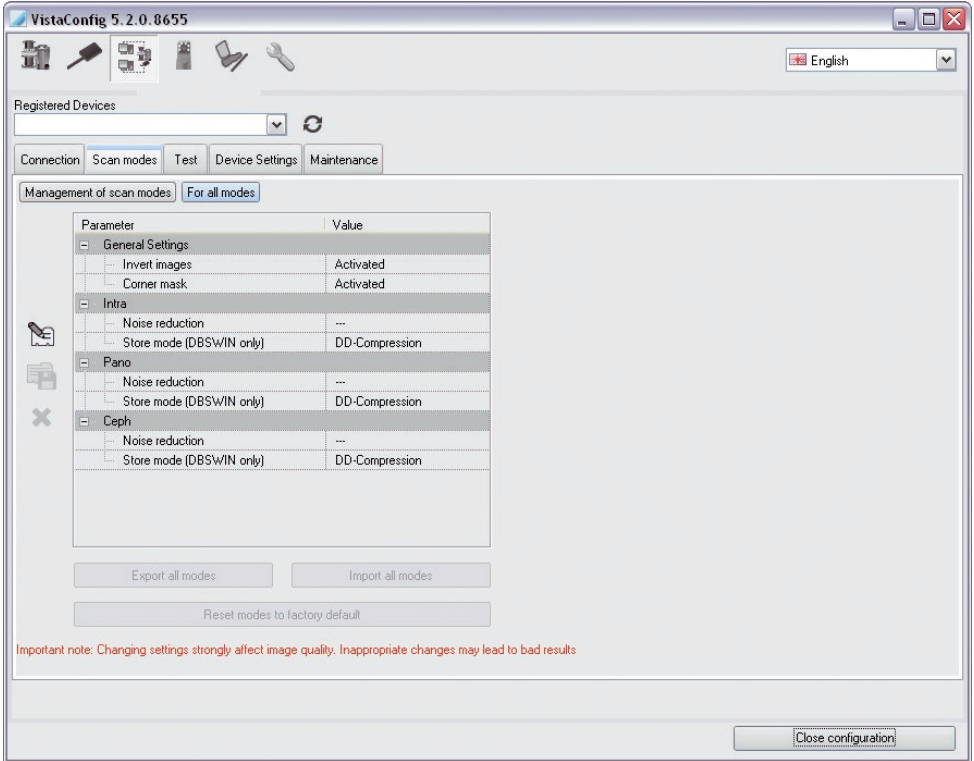 VistaConfig 5.2.0.8655
English
Registered Devices
Connection Scan modes Test Device Settings Maintenance
Management of scan modes For all modes
Parameter Value
General Settings
Invert images Activated
Corner mask Activated
Intra
Noise reduction ---
Store mode (DBSWIN only) DD-Compression
Pano
Noise reduction ---
Store mode (DBSWIN only) DD-Compression
Ceph
Noise reduction ---
Store mode (DBSWIN only) DD-Compression
Export all modes Import all modes
Reset modes to factory default
Important note: Changing settings strongly affect image quality. Inappropriate changes may lead to bad results
Close configuration